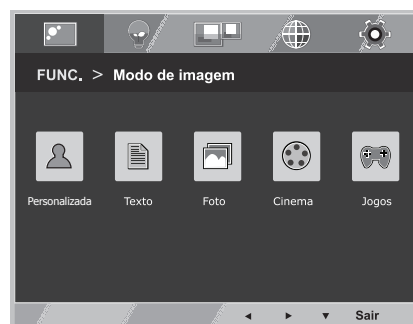 FUNC. > Modo de imagem
Personalizada Texto Foto Cinema Jogos
◄ ► ▼ Sair